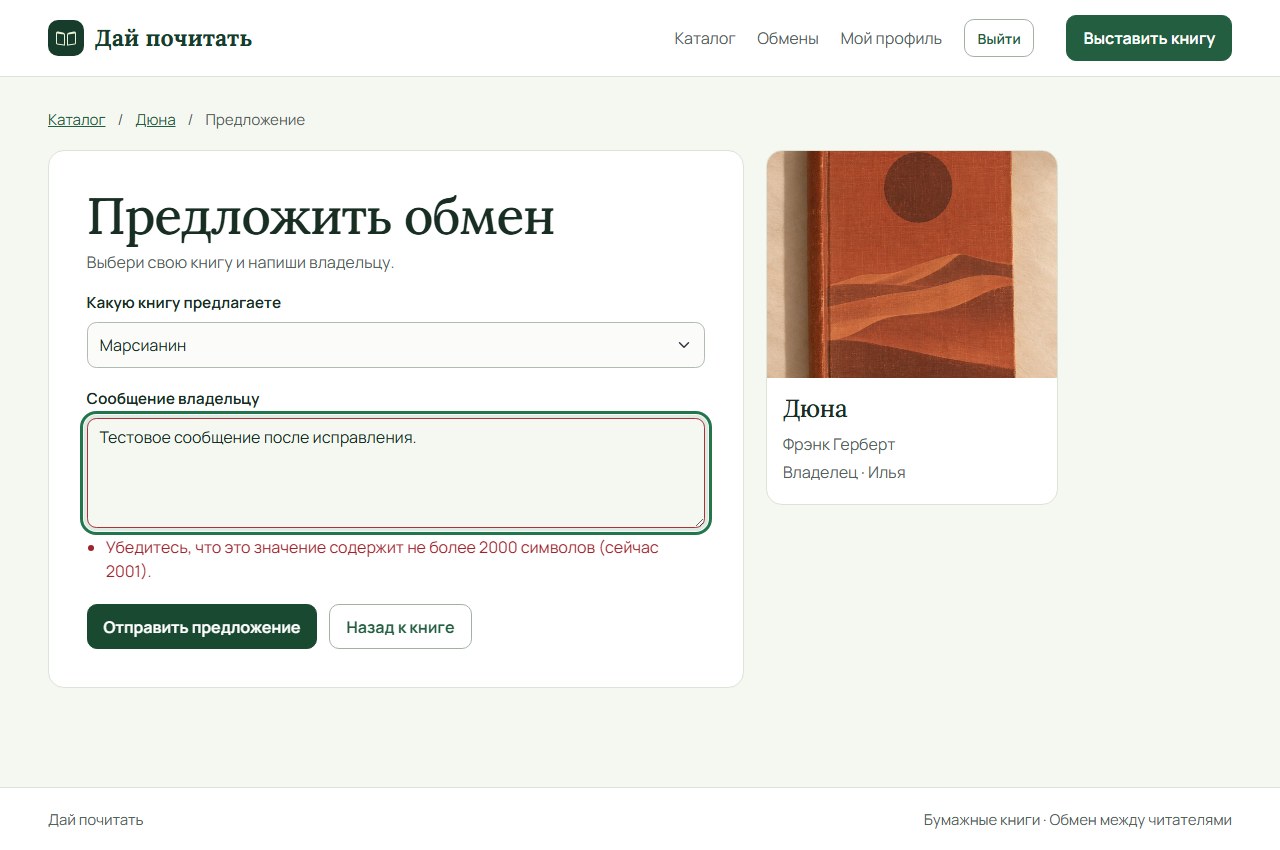 Дай почитать
Каталог
Обмены
Мой профиль
Выйти
Выставить книгу
Каталог / Дюна / Предложение
Предложить обмен
Выбери свою книгу и напиши владельцу.
Какую книгу предлагаете
Марсианин
Сообщение владельцу
Тестовое сообщение после исправления.
Убедитесь, что это значение содержит не более 2000 символов (сейчас
2001).
Отправить предложение
Назад к книге
Дюна
Фрэнк Герберт
Владелец · Илья
Дай почитать
Бумажные книги · Обмен между читателями